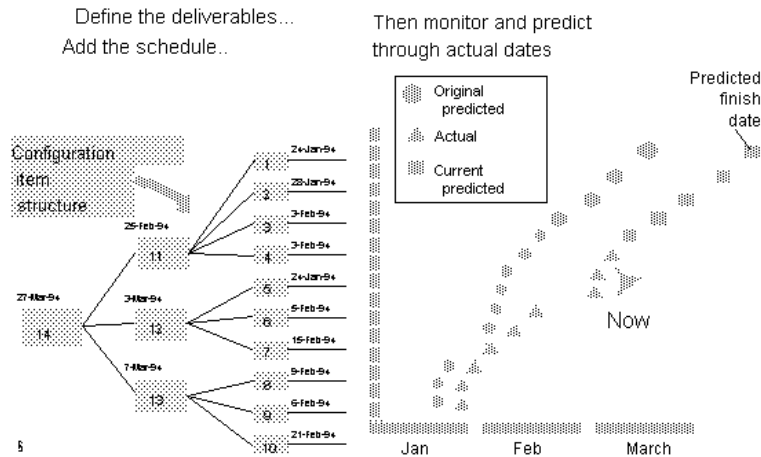 Define the deliverables...
Add the schedule..
Then monitor and predict
through actual dates
Configuration
item
structure
24-Jan-94
1
28-Jan-94
2
3-Feb-94
3
3-Feb-94
4
25-Feb-94
11
24-Jan-94
5
5-Feb-94
6
15-Feb-94
7
3-Mar-94
12
27-Mar-94
14
9-Feb-94
8
6-Feb-94
9
21-Feb-94
10
7-Mar-94
13
Original
predicted
Actual
Current
predicted
Predicted
finish
date
Now
Jan
Feb
March